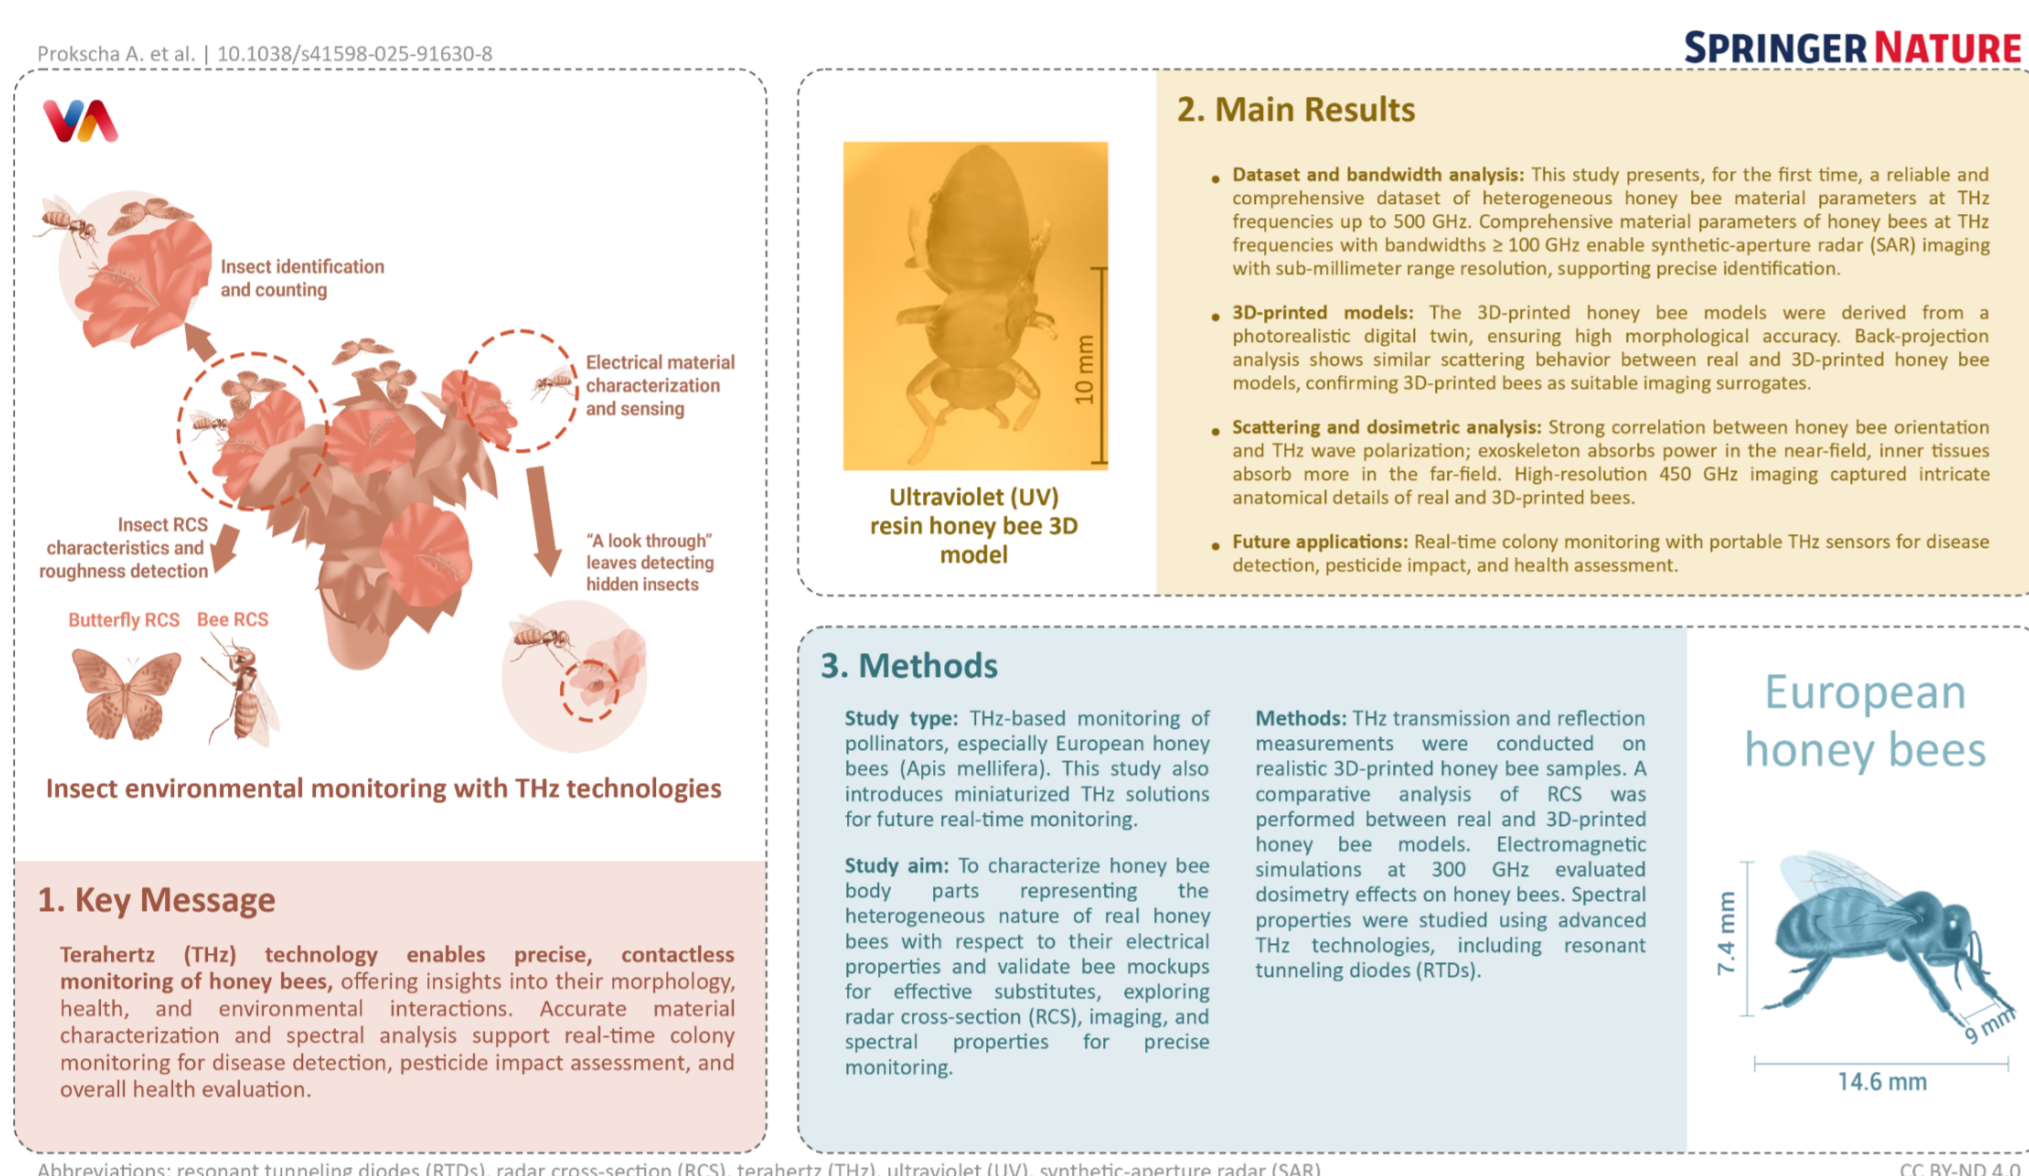 Prokscha A. et al. | 10.1038/s41598-025-91630-8
SPRINGER NATURE
Insect identification
and counting
Electrical material
characterization
and sensing
Insect RCS
characteristics and
roughness detection
“A look through”
leaves detecting
hidden insects
Butterfly RCS
Bee RCS
Insect environmental monitoring with THz technologies
1. Key Message
Terahertz (THz) technology enables precise, contactless
monitoring of honey bees, offering insights into their morphology,
health, and environmental interactions. Accurate material
characterization and spectral analysis support real-time colony
monitoring for disease detection, pesticide impact assessment, and
overall health evaluation.
10 mm
Ultraviolet (UV)
resin honey bee 3D
model
2. Main Results
• Dataset and bandwidth analysis: This study presents, for the first time, a reliable and
comprehensive dataset of heterogeneous honey bee material parameters at THz
frequencies up to 500 GHz. Comprehensive material parameters of honey bees at THz
frequencies with bandwidths ≥ 100 GHz enable synthetic-aperture radar (SAR) imaging
with sub-millimeter range resolution, supporting precise identification.
• 3D-printed models: The 3D-printed honey bee models were derived from a
photorealistic digital twin, ensuring high morphological accuracy. Back-projection
analysis shows similar scattering behavior between real and 3D-printed honey bee
models, confirming 3D-printed bees as suitable imaging surrogates.
• Scattering and dosimetric analysis: Strong correlation between honey bee orientation
and THz wave polarization; exoskeleton absorbs power in the near-field, inner tissues
absorb more in the far-field. High-resolution 450 GHz imaging captured intricate
anatomical details of real and 3D-printed bees.
• Future applications: Real-time colony monitoring with portable THz sensors for disease
detection, pesticide impact, and health assessment.
3. Methods
Study type: THz-based monitoring of
pollinators, especially European honey
bees (Apis mellifera). This study also
introduces miniaturized THz solutions
for future real-time monitoring.
Study aim: To characterize honey bee
body parts representing the
heterogeneous nature of real honey
bees with respect to their electrical
properties and validate bee mockups
for effective substitutes, exploring
radar cross-section (RCS), imaging, and
spectral properties for precise
monitoring.
Methods: THz transmission and reflection
measurements were conducted on
realistic 3D-printed honey bee samples. A
comparative analysis of RCS was
performed between real and 3D-printed
honey bee models. Electromagnetic
simulations at 300 GHz evaluated
dosimetry effects on honey bees. Spectral
properties were studied using advanced
THz technologies, including resonant
tunneling diodes (RTDs).
European
honey bees
7.4 mm
9 mm
14.6 mm
Abbreviations: resonant tunneling diodes (RTDs), radar cross-section (RCS), terahertz (THz), ultraviolet (UV), synthetic-aperture radar (SAR)
CC BY-ND 4.0